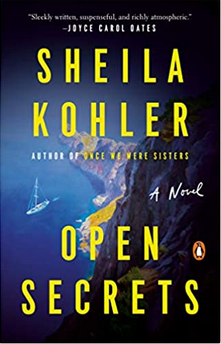 "Sleekly written, suspenseful, and richly atmospheric."
—JOYCE CAROL OATES
SHEILA
KOHLER
AUTHOR OF ONCE WE WERE SISTERS
A Novel
OPEN
SECRETS